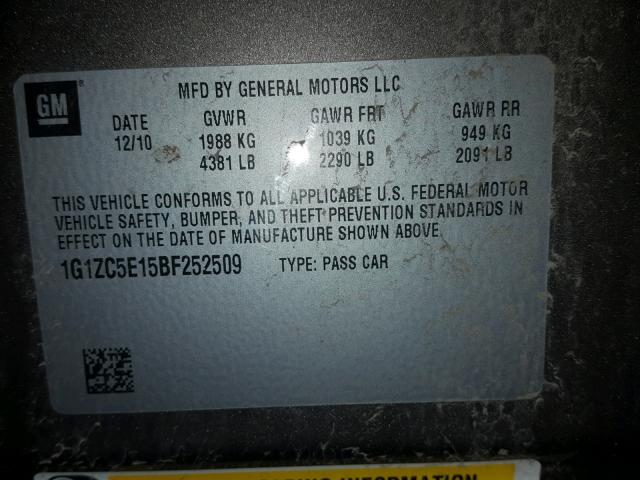 GM ®
MFD BY GENERAL MOTORS LLC
DATE GVWR GAWR FRT GAWR RR
12/10 1988 KG 1039 KG 949 KG
4381 LB 2290 LB 2091 LB
THIS VEHICLE CONFORMS TO ALL APPLICABLE U.S. FEDERAL MOTOR
VEHICLE SAFETY, BUMPER, AND THEFT PREVENTION STANDARDS IN
EFFECT ON THE DATE OF MANUFACTURE SHOWN ABOVE.
1G1ZC5E15BF252509 TYPE: PASS CAR
INFORMATION